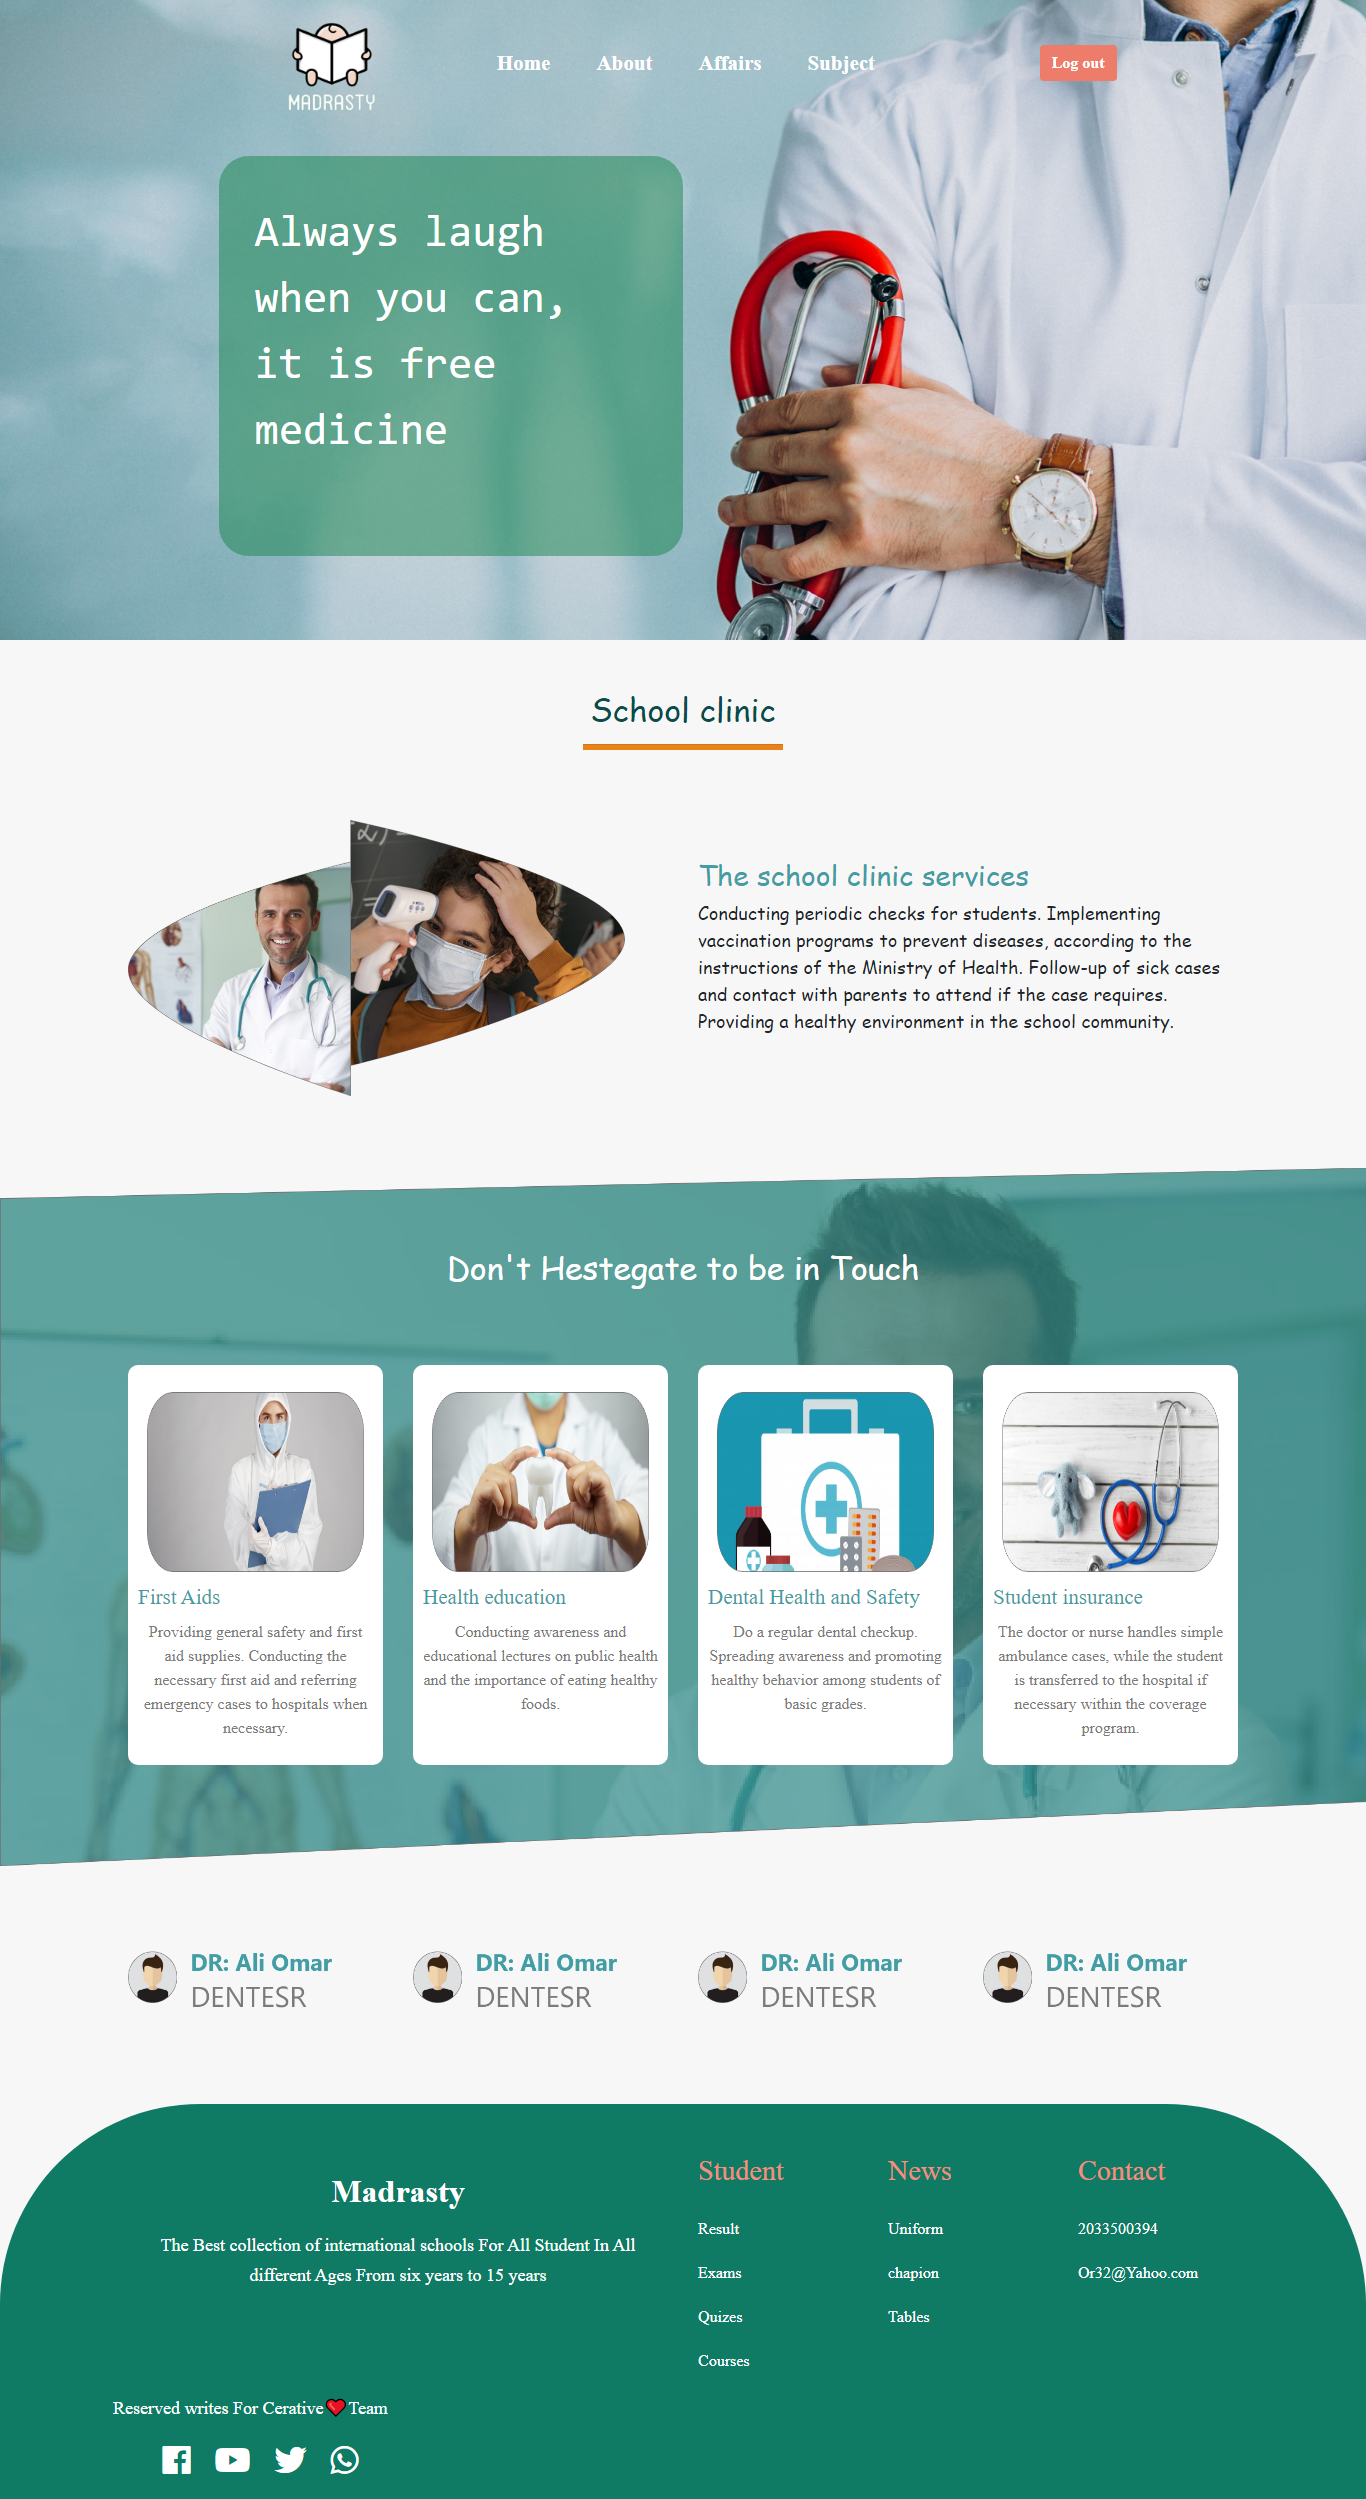 MADRASTY
Home About Affairs Subject
Log out
Always laugh
when you can,
it is free
medicine
School clinic
The school clinic services
Conducting periodic checks for students. Implementing
vaccination programs to prevent diseases, according to the
instructions of the Ministry of Health. Follow-up of sick cases
and contact with parents to attend if the case requires.
Providing a healthy environment in the school community.
Don't Hestegate to be in Touch
First Aids
Providing general safety and first
aid supplies. Conducting the
necessary first aid and referring
emergency cases to hospitals when
necessary.
Health education
Conducting awareness and
educational lectures on public health
and the importance of eating healthy
foods.
Dental Health and Safety
Do a regular dental checkup.
Spreading awareness and promoting
healthy behavior among students of
basic grades.
Student insurance
The doctor or nurse handles simple
ambulance cases, while the student
is transferred to the hospital if
necessary within the coverage
program.
DR: Ali Omar
DENTESR
DR: Ali Omar
DENTESR
DR: Ali Omar
DENTESR
DR: Ali Omar
DENTESR
Madrasty
The Best collection of international schools For All Student In All
different Ages From six years to 15 years
Student
Result
Exams
Quizes
Courses
News
Uniform
chapion
Tables
Contact
2033500394
Or32@Yahoo.com
Reserved writes For Cerative❤Team